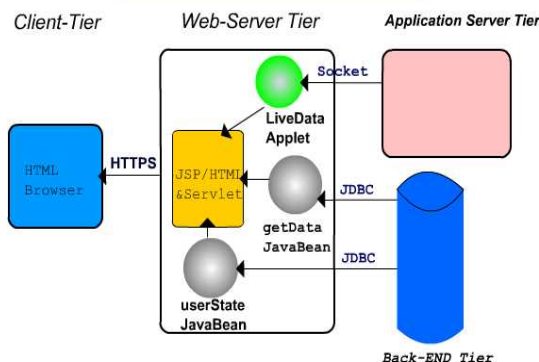 Client-Tier
Web-Server Tier
Application Server Tier
Socket
LiveData
Applet
HTML
Browser
HTTPS
JSP/HTML
&Servlet
JDBC
getData
JavaBean
JDBC
userState
JavaBean
Back-END Tier